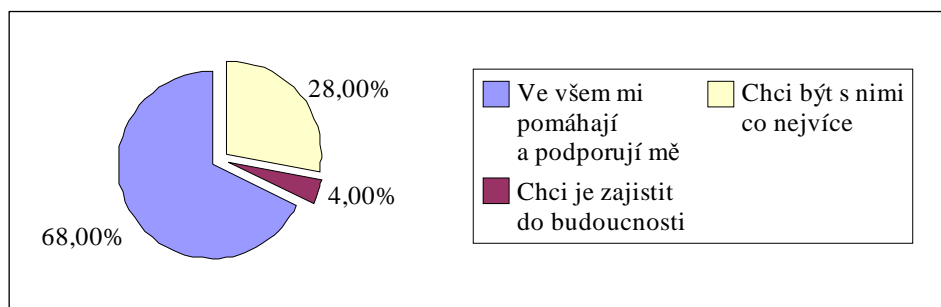 28,00%
4,00%
68,00%
Ve všem mi
pomáhají
a podporují mě
Chci být s nimi
co nejvíce
Chci je zajistit
do budoucnosti